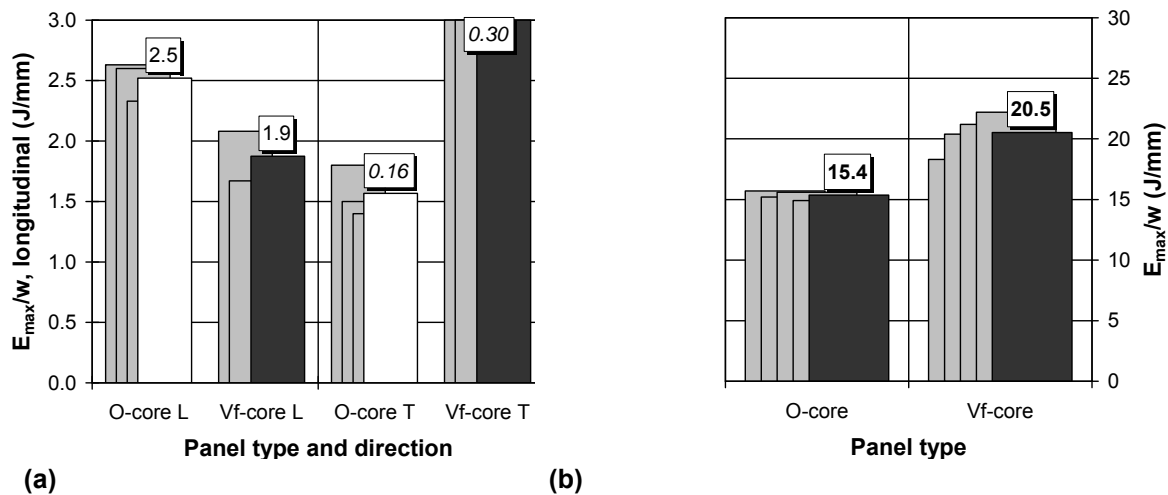 E_max/w, longitudinal (J/mm)
3.0
2.5
2.0
1.5
1.0
0.5
0.0
2.5
1.9
0.16
0.30
O-core L
Vf-core L
O-core T
Vf-core T
Panel type and direction
(a)
15.4
20.5
30
25
20
15
10
5
0
E_max/w (J/mm)
O-core
Vf-core
Panel type
(b)